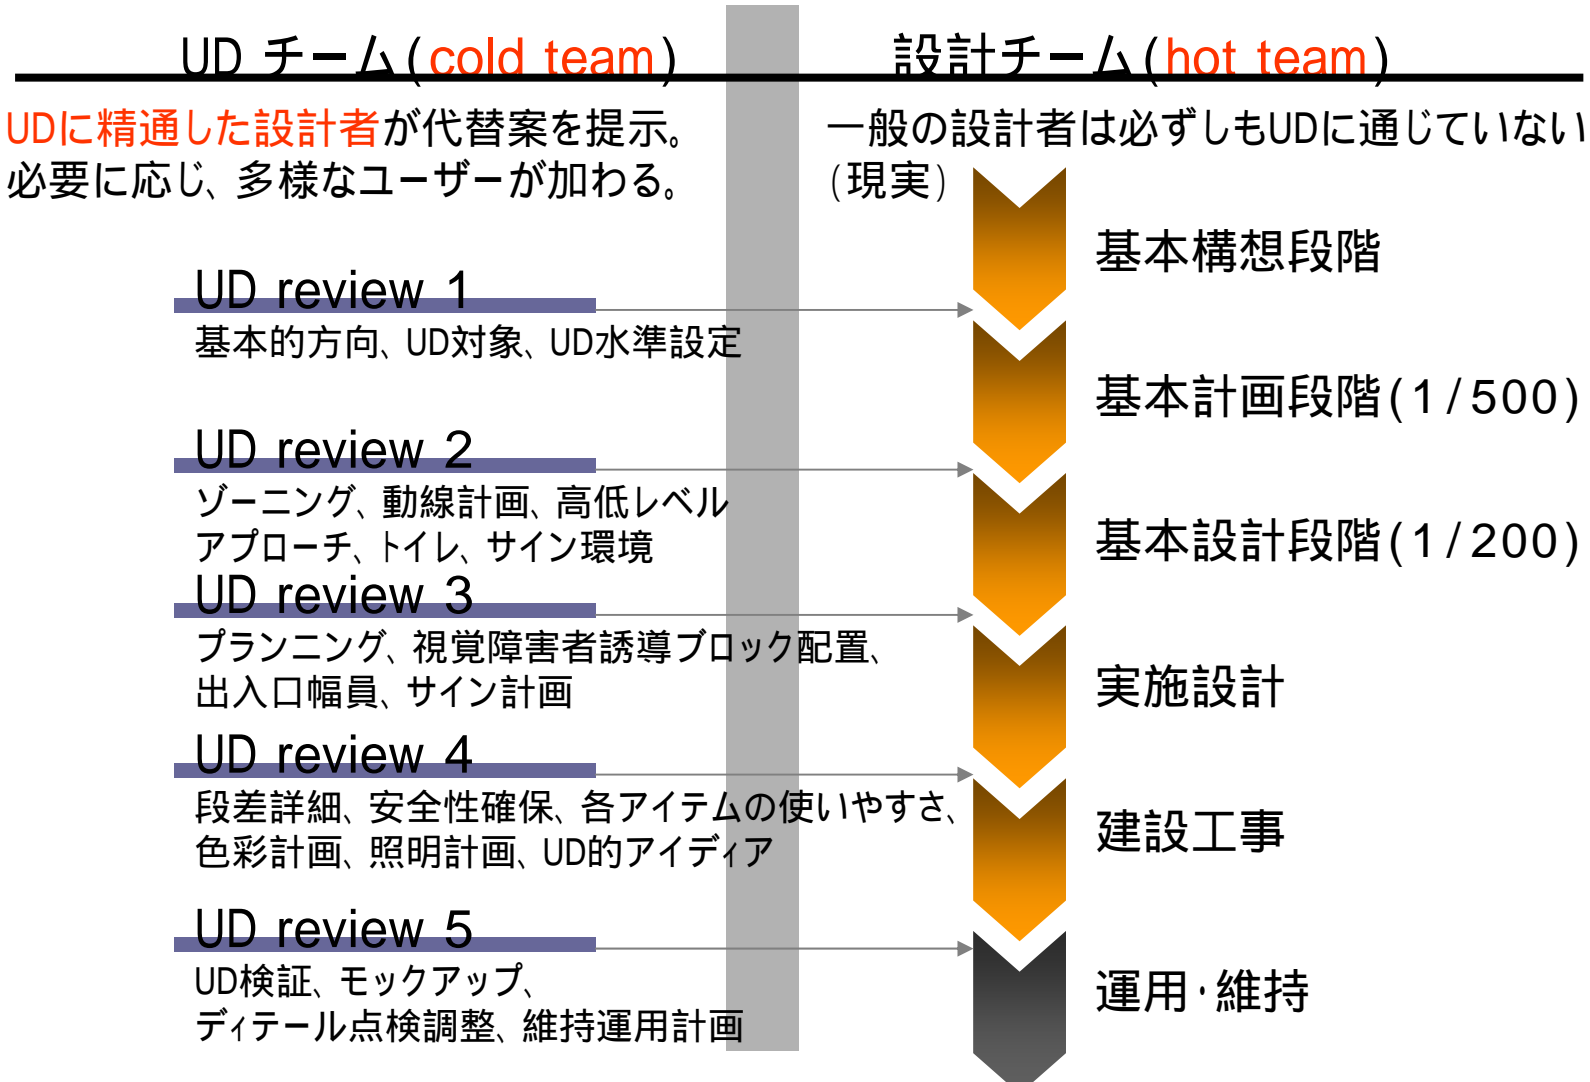 UD チーム(cold team)
UDに精通した設計者が代替案を提示。
必要に応じ、多様なユーザーが加わる。
UD review 1
基本的方向、UD対象、UD水準設定
UD review 2
ゾーニング、動線計画、高低レベル
アプローチ、トイレ、サイン環境
UD review 3
プランニング、視覚障害者誘導ブロック配置、
出入口幅員、サイン計画
UD review 4
段差詳細、安全性確保、各アイテムの使いやすさ、
色彩計画、照明計画、UD的アイディア
UD review 5
UD検証、モックアップ、
ディテール点検調整、維持運用計画
設計チーム(hot team)
一般の設計者は必ずしもUDに通じていない
(現実)
基本構想段階
基本計画段階(1/500)
基本設計段階(1/200)
実施設計
建設工事
運用・維持